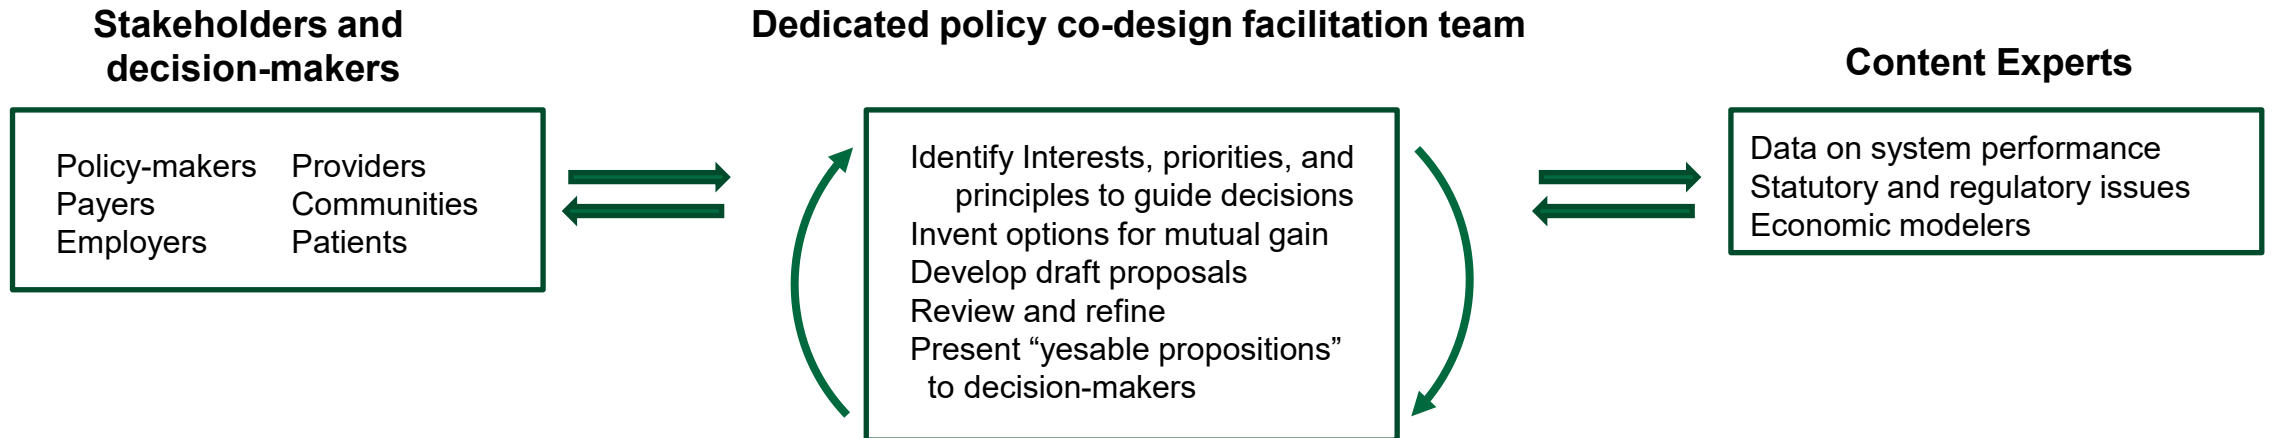 Stakeholders and
decision-makers
Policy-makers Providers
Payers Communities
Employers Patients
Dedicated policy co-design facilitation team
Identify Interests, priorities, and
principles to guide decisions
Invent options for mutual gain
Develop draft proposals
Review and refine
Present “yesable propositions”
to decision-makers
Content Experts
Data on system performance
Statutory and regulatory issues
Economic modelers